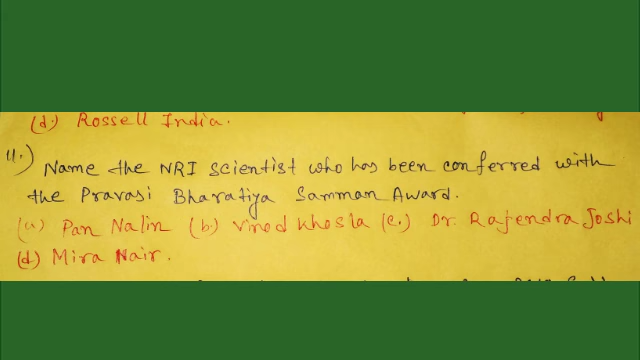 (d.) Rossell India.
11.) Name the NRI scientist who has been conferred with
the Pravasi Bharatiya Samman Award.
(a) Pan Nalin (b) Vinod Khosla (c.) Dr. Rajendra Joshi
(d) Mira Nair.